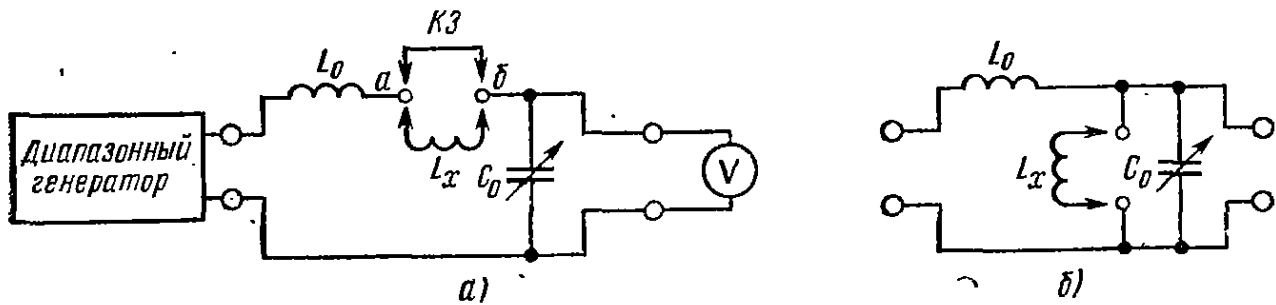 КЗ
L₀
а
б
Диапазонный
генератор
Lx
C₀
V
а)
L₀
Lx
C₀
б)